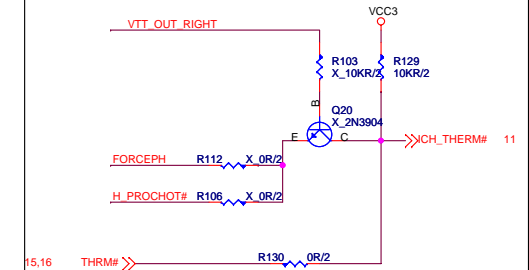 VCC3
VTT_OUT_RIGHT
R103
X_10KR/2
R129
10KR/2
B
Q20
X_2N3904
E
C
ICH_THERM# 11
FORCEPH
R112 X_0R/2
H_PROCHOT# R106 X_0R/2
R130 0R/2
15,16 THRM#